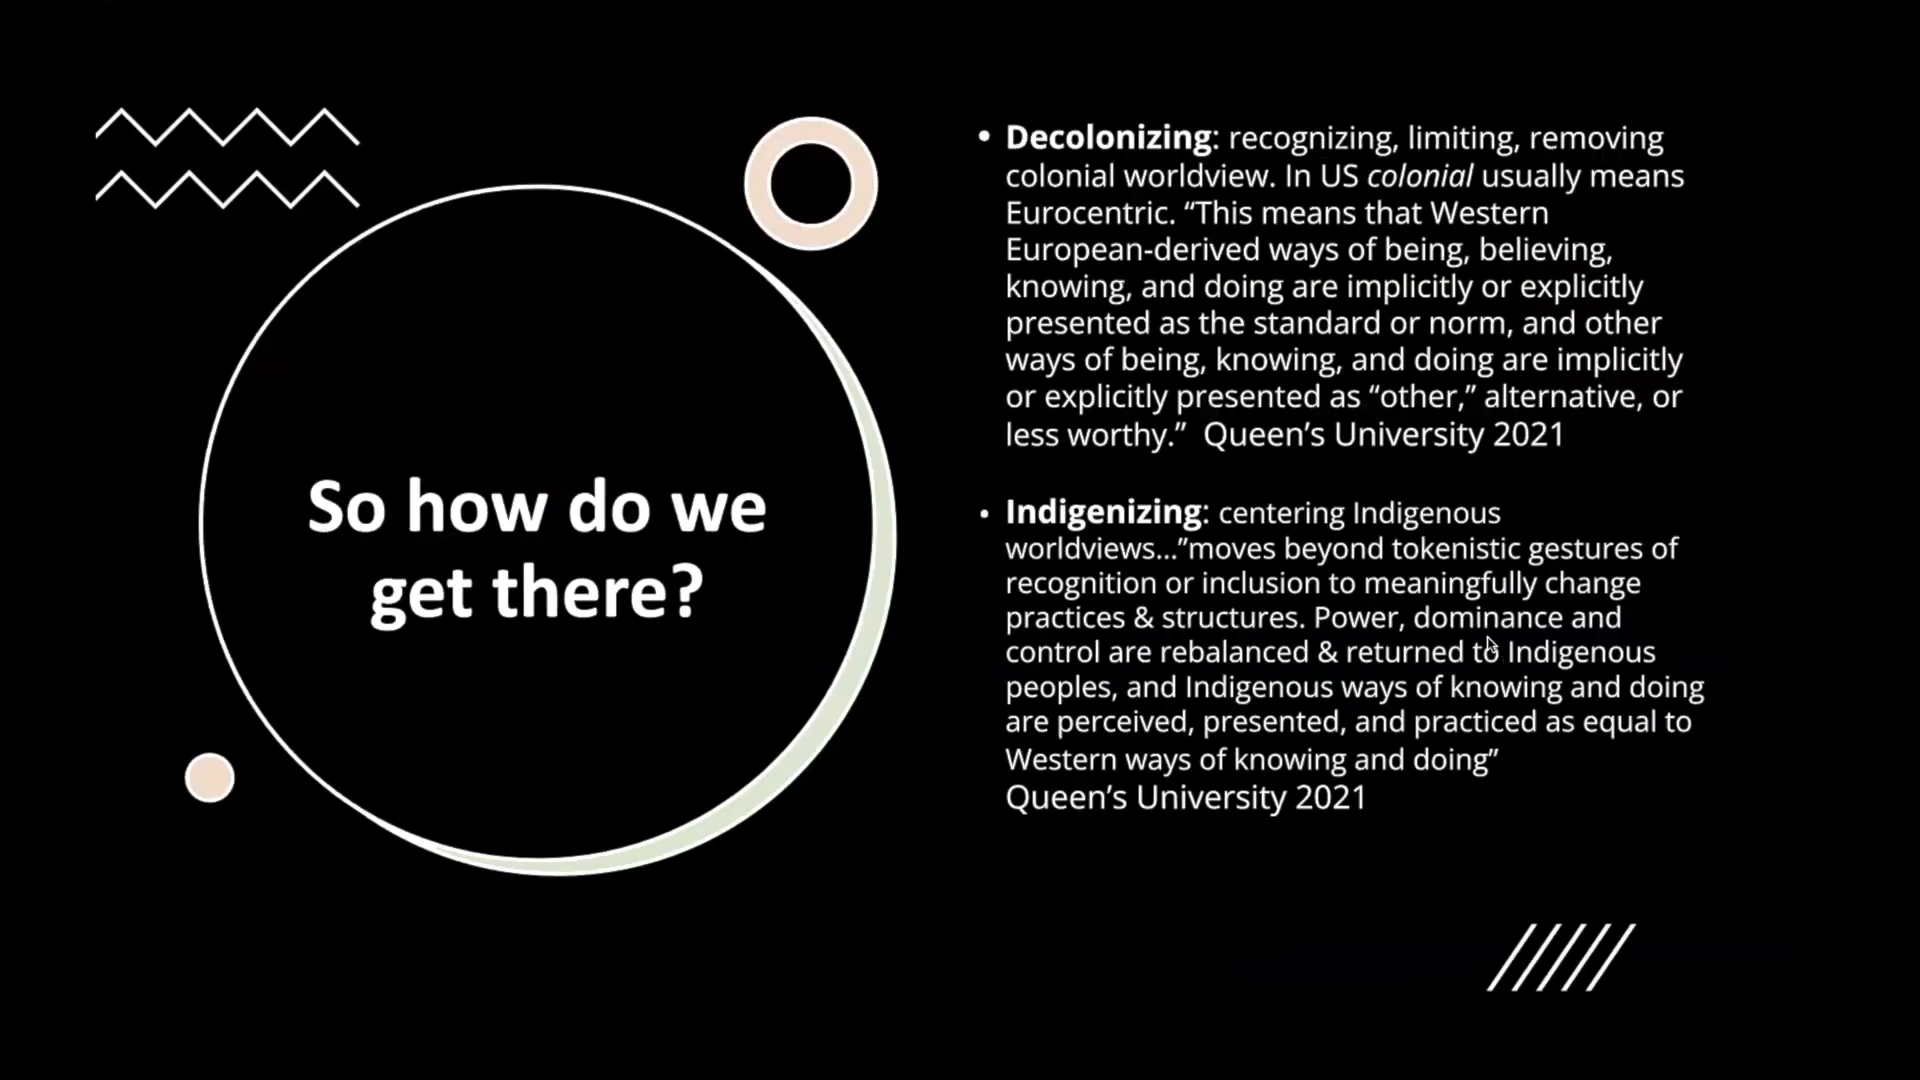 So how do we
get there?
• Decolonizing: recognizing, limiting, removing
colonial worldview. In US colonial usually means
Eurocentric. “This means that Western
European-derived ways of being, believing,
knowing, and doing are implicitly or explicitly
presented as the standard or norm, and other
ways of being, knowing, and doing are implicitly
or explicitly presented as “other,” alternative, or
less worthy.” Queen’s University 2021
• Indigenizing: centering Indigenous
worldviews…”moves beyond tokenistic gestures of
recognition or inclusion to meaningfully change
practices & structures. Power, dominance and
control are rebalanced & returned to Indigenous
peoples, and Indigenous ways of knowing and doing
are perceived, presented, and practiced as equal to
Western ways of knowing and doing”
Queen’s University 2021